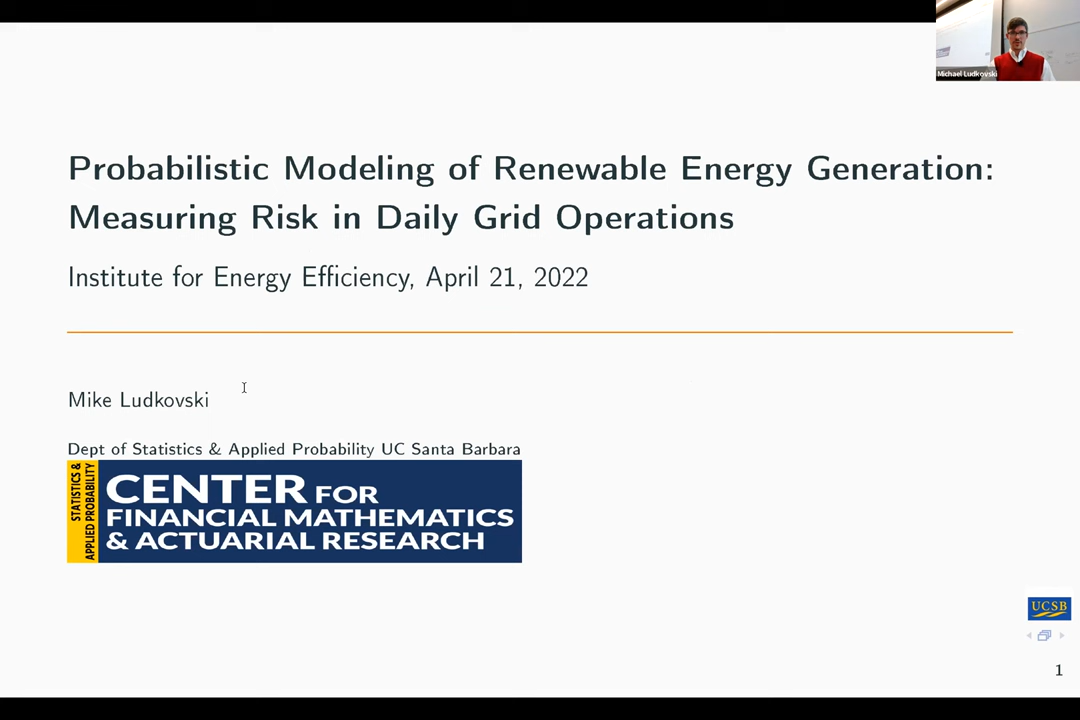 Michael Ludkovski
Probabilistic Modeling of Renewable Energy Generation:
Measuring Risk in Daily Grid Operations
Institute for Energy Efficiency, April 21, 2022
Mike Ludkovski
Dept of Statistics & Applied Probability UC Santa Barbara
STATISTICS &
APPLIED PROBABILITY
CENTER FOR
FINANCIAL MATHEMATICS
& ACTUARIAL RESEARCH
UCSB
1